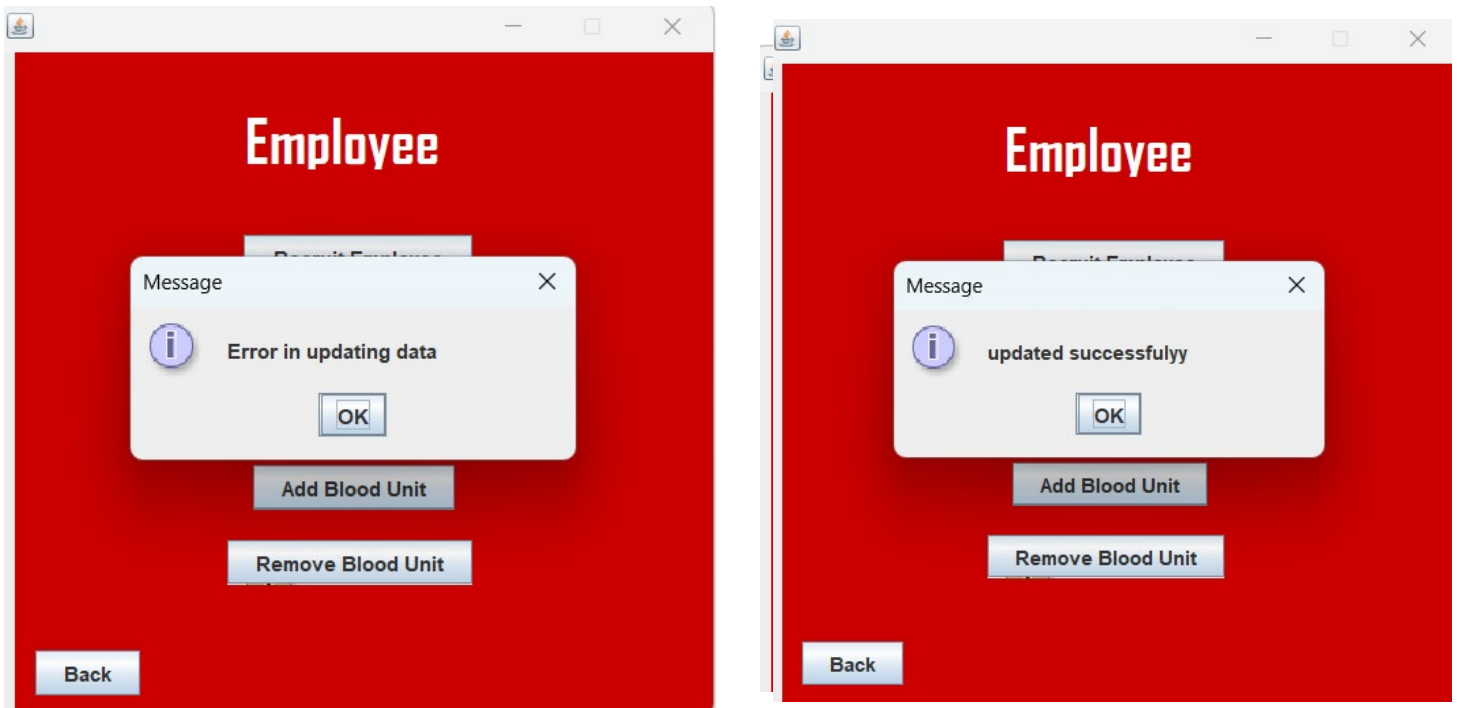 Employee
Message
Error in updating data
OK
Add Blood Unit
Remove Blood Unit
Back
Employee
Message
updated successfulyy
OK
Add Blood Unit
Remove Blood Unit
Back